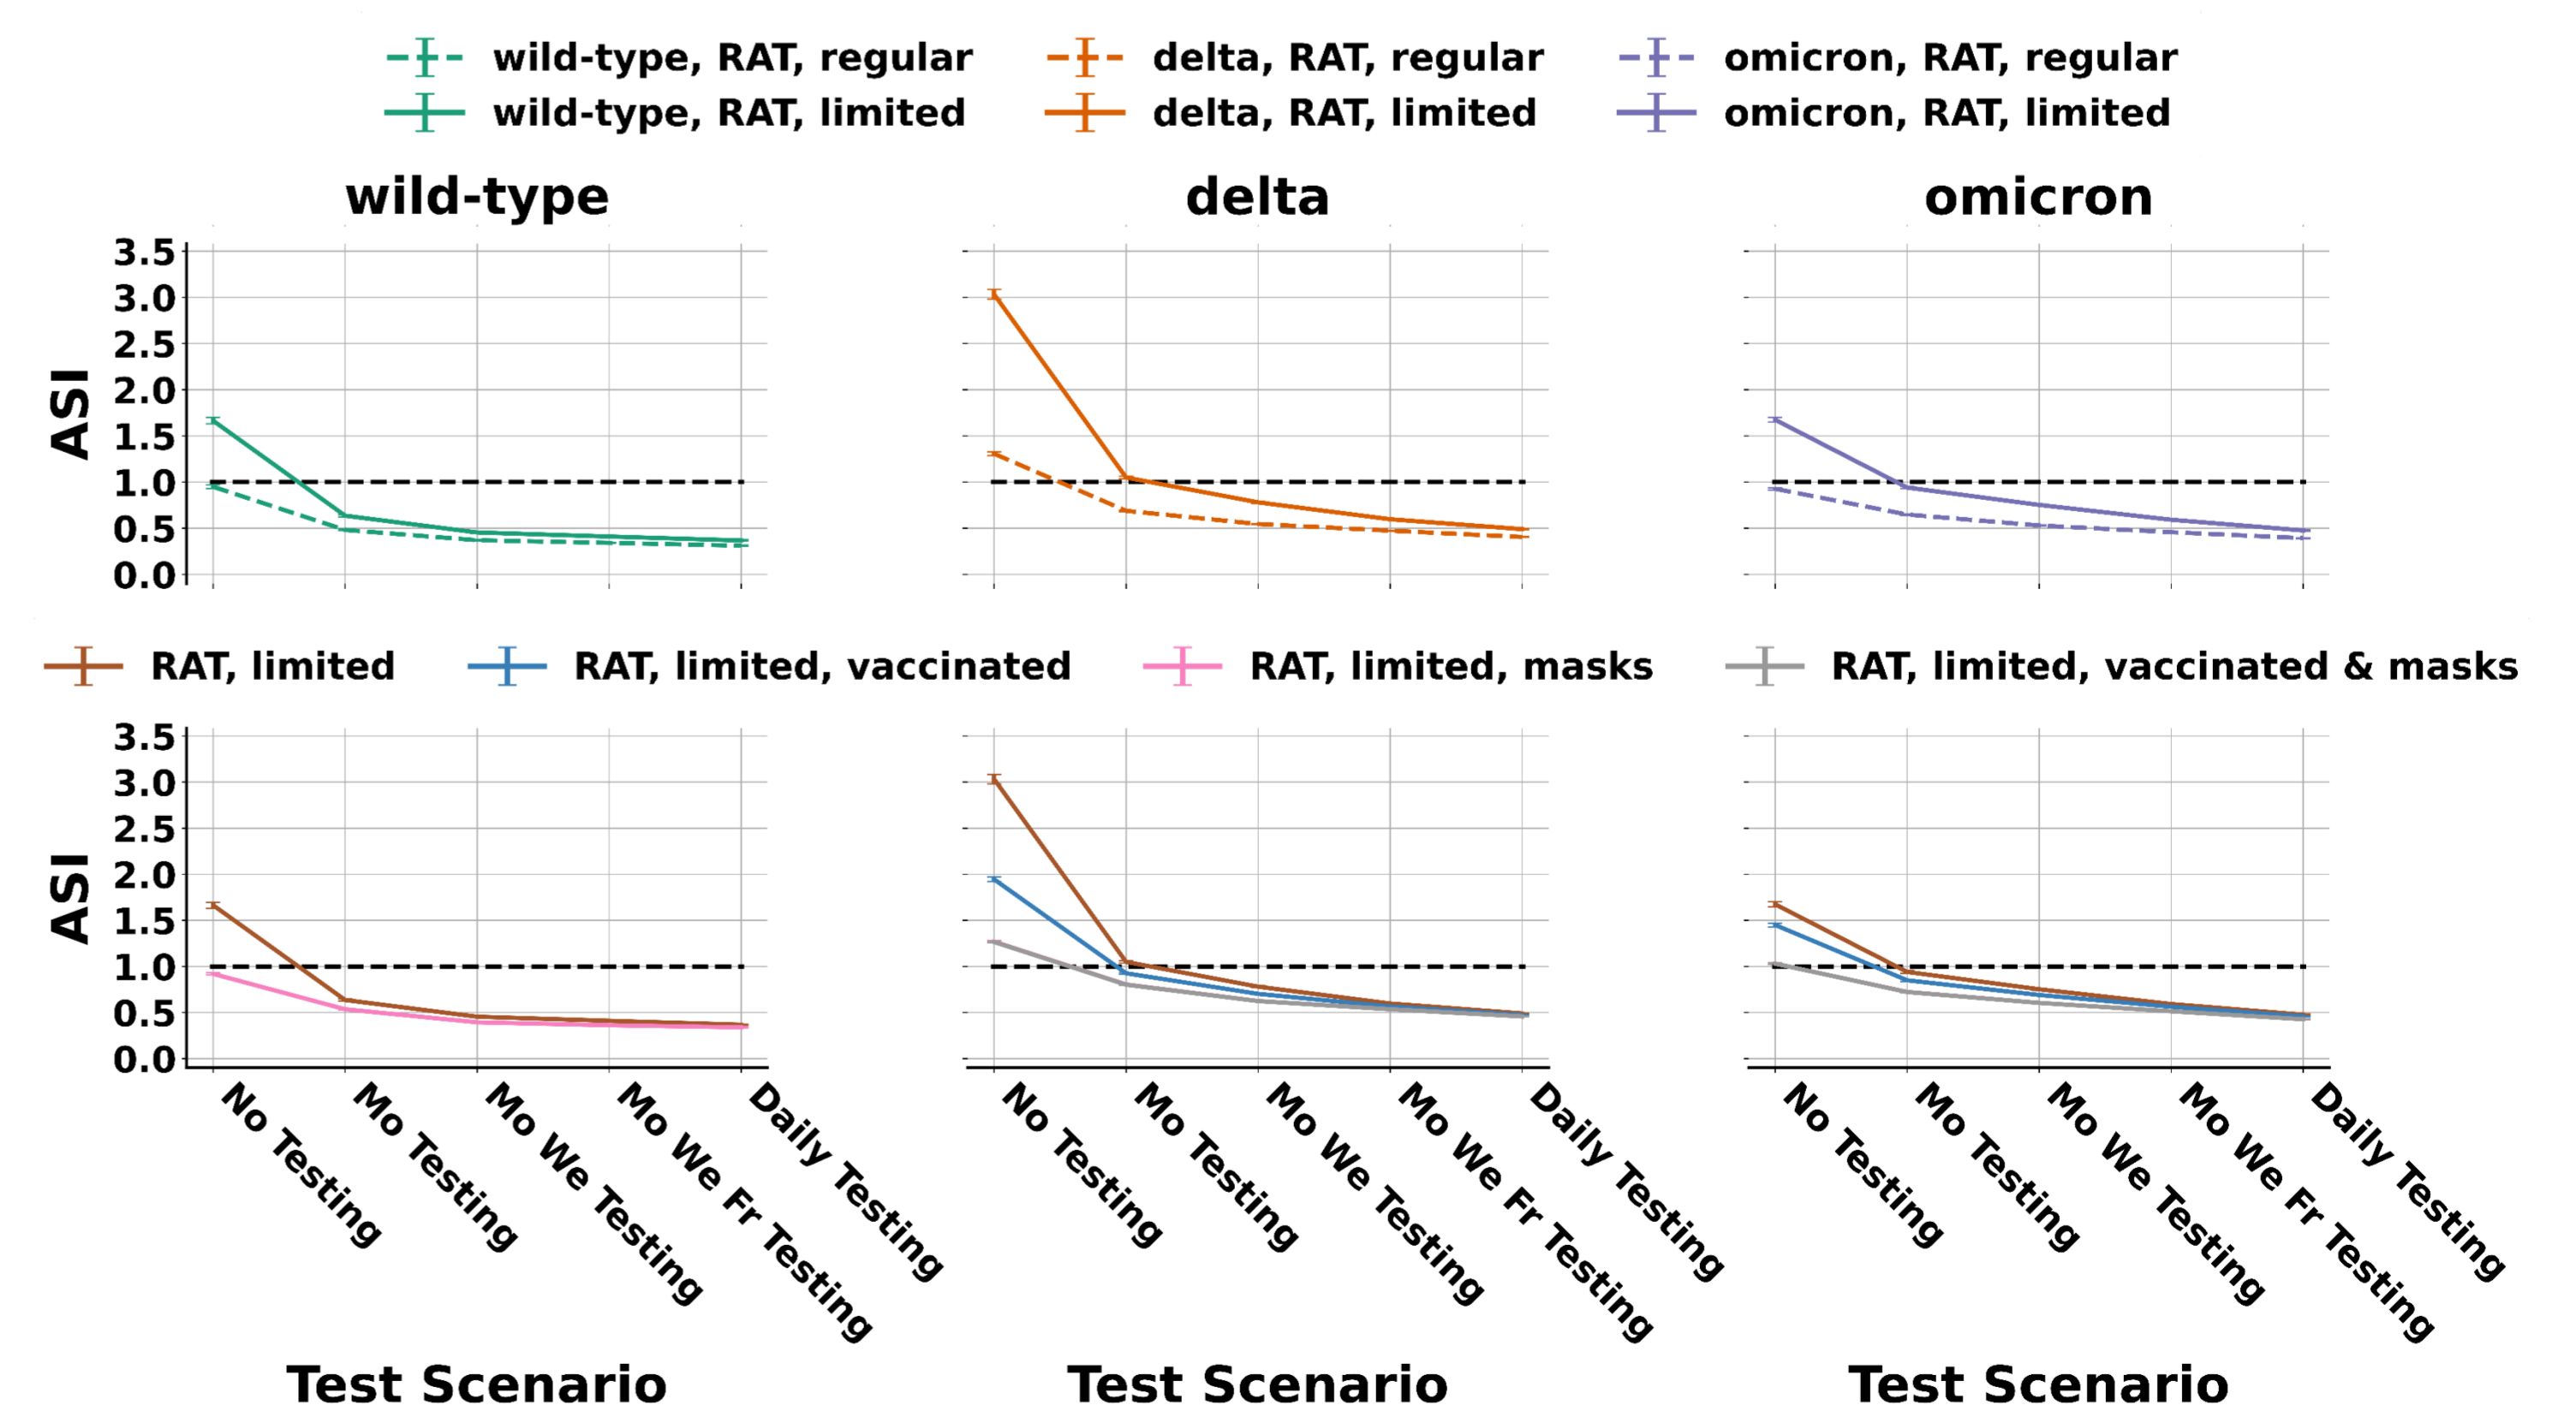 wild-type, RAT, regular
delta, RAT, regular
omicron, RAT, regular
wild-type, RAT, limited
delta, RAT, limited
omicron, RAT, limited
wild-type
delta
omicron
ASI
3.5
3.0
2.5
2.0
1.5
1.0
0.5
0.0
RAT, limited
RAT, limited, vaccinated
RAT, limited, masks
RAT, limited, vaccinated & masks
ASI
3.5
3.0
2.5
2.0
1.5
1.0
0.5
0.0
No Testing
Mo Testing
Mo We Testing
Mo We Fr Testing
Daily Testing
No Testing
Mo Testing
Mo We Testing
Mo We Fr Testing
Daily Testing
No Testing
Mo Testing
Mo We Testing
Mo We Fr Testing
Daily Testing
Test Scenario
Test Scenario
Test Scenario